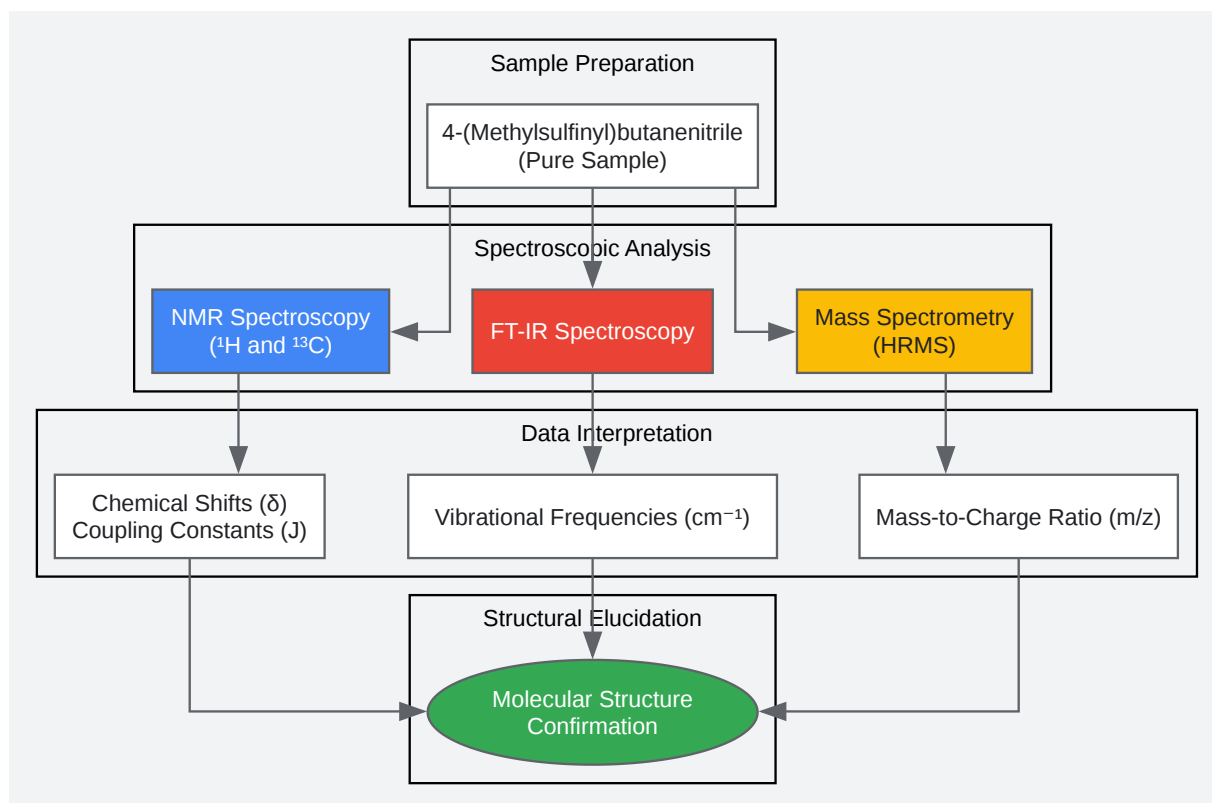 Sample Preparation
4-(Methylsulfinyl)butanenitrile
(Pure Sample)
Spectroscopic Analysis
NMR Spectroscopy
(¹H and ¹³C)
FT-IR Spectroscopy
Mass Spectrometry
(HRMS)
Data Interpretation
Chemical Shifts (δ)
Coupling Constants (J)
Vibrational Frequencies (cm⁻¹)
Mass-to-Charge Ratio (m/z)
Structural Elucidation
Molecular Structure
Confirmation